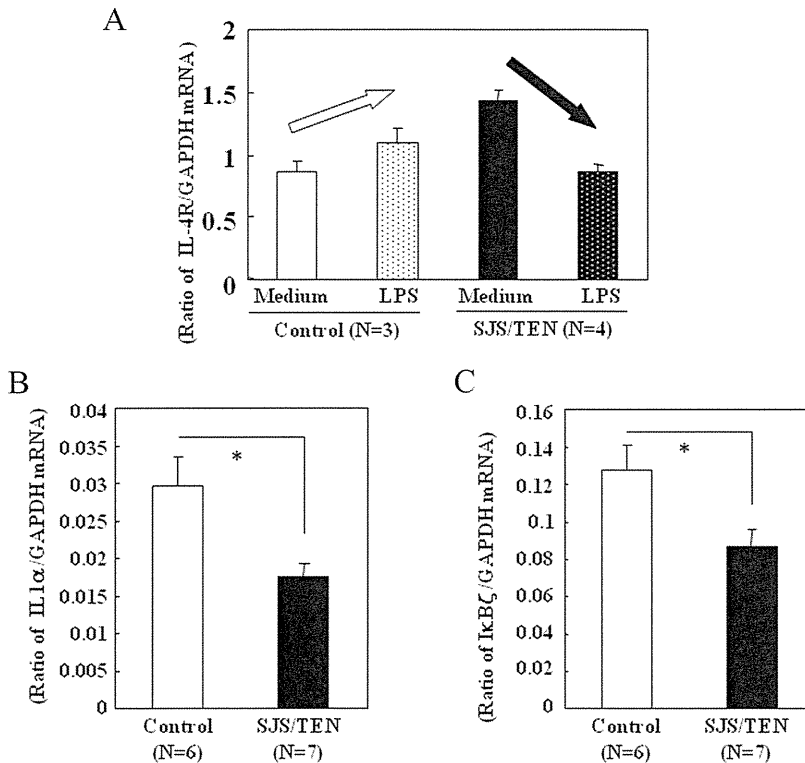 A
(Ratio of IL-4R/GAPDH mRNA)
2
1.5
1
0.5
0
Medium LPS Medium LPS
Control (N=3) SJS/TEN (N=4)
B
(Ratio of IL1α/GAPDH mRNA)
0.04
0.035
0.03
0.025
0.02
0.015
0.01
0.005
0
*
Control SJS/TEN
(N=6) (N=7)
C
(Ratio of IκBζ/GAPDH mRNA)
0.16
0.14
0.12
0.1
0.08
0.06
0.04
0.02
0
*
Control SJS/TEN
(N=6) (N=7)